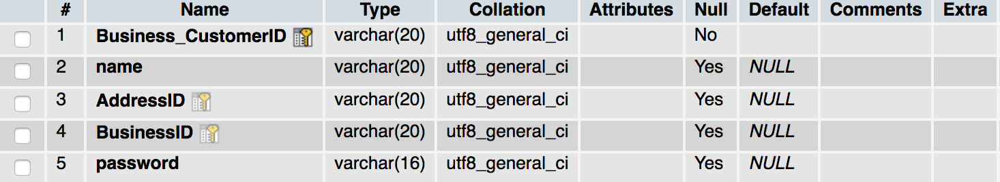 # Name Type Collation Attributes Null Default Comments Extra
1 Business_CustomerID varchar(20) utf8_general_ci No
2 name varchar(20) utf8_general_ci Yes NULL
3 AddressID varchar(20) utf8_general_ci Yes NULL
4 BusinessID varchar(20) utf8_general_ci Yes NULL
5 password varchar(16) utf8_general_ci Yes NULL